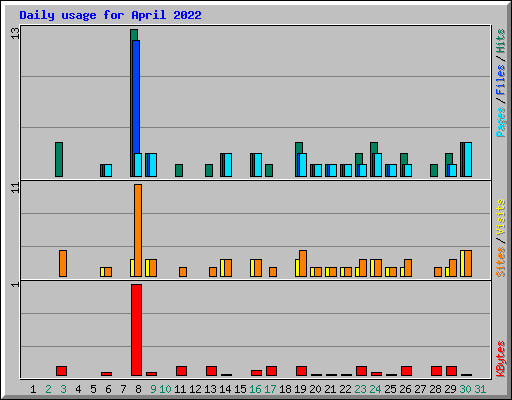 Daily usage for April 2022
13
Pages / Files / Hits
11
Sites / Visits
1
KBytes
1 2 3 4 5 6 7 8 9 10 11 12 13 14 15 16 17 18 19 20 21 22 23 24 25 26 27 28 29 30 31